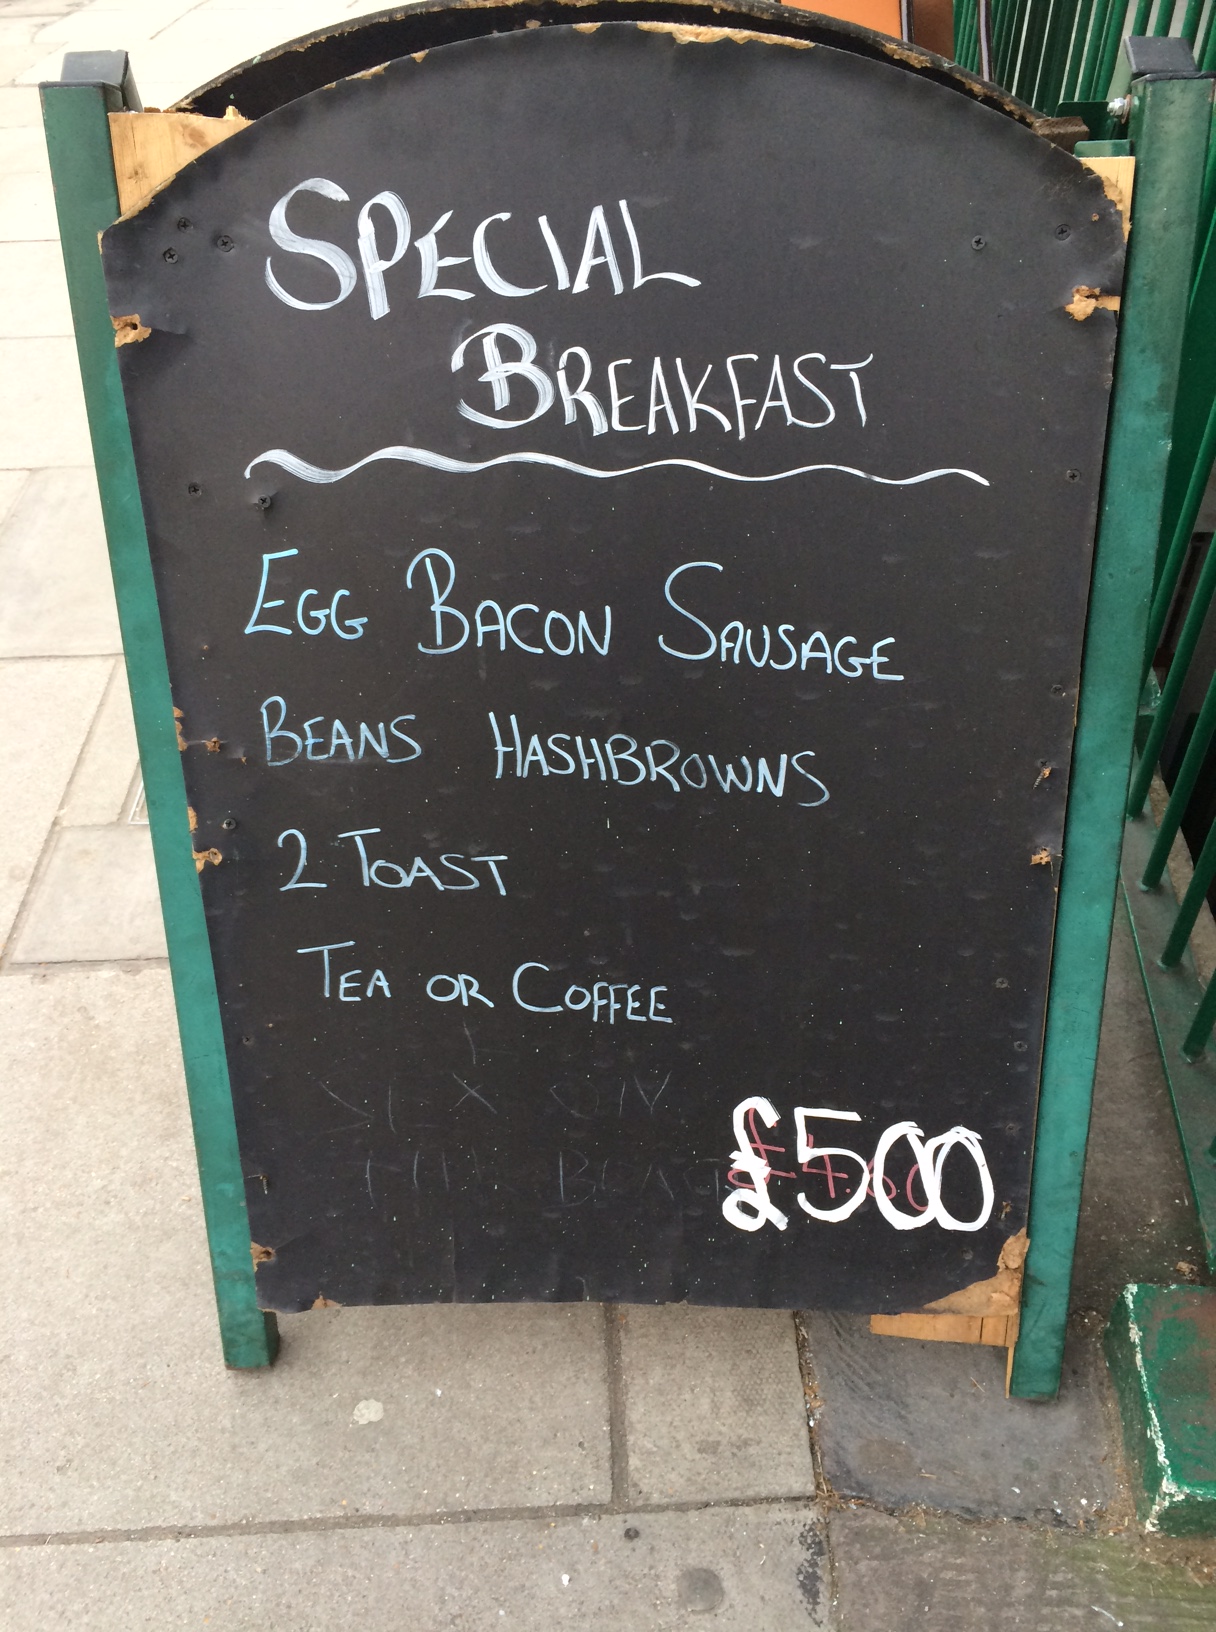 SPECIAL
BREAKFAST
EGG BACON SAUSAGE
BEANS HASHBROWNS
2 TOAST
TEA OR COFFEE
£500